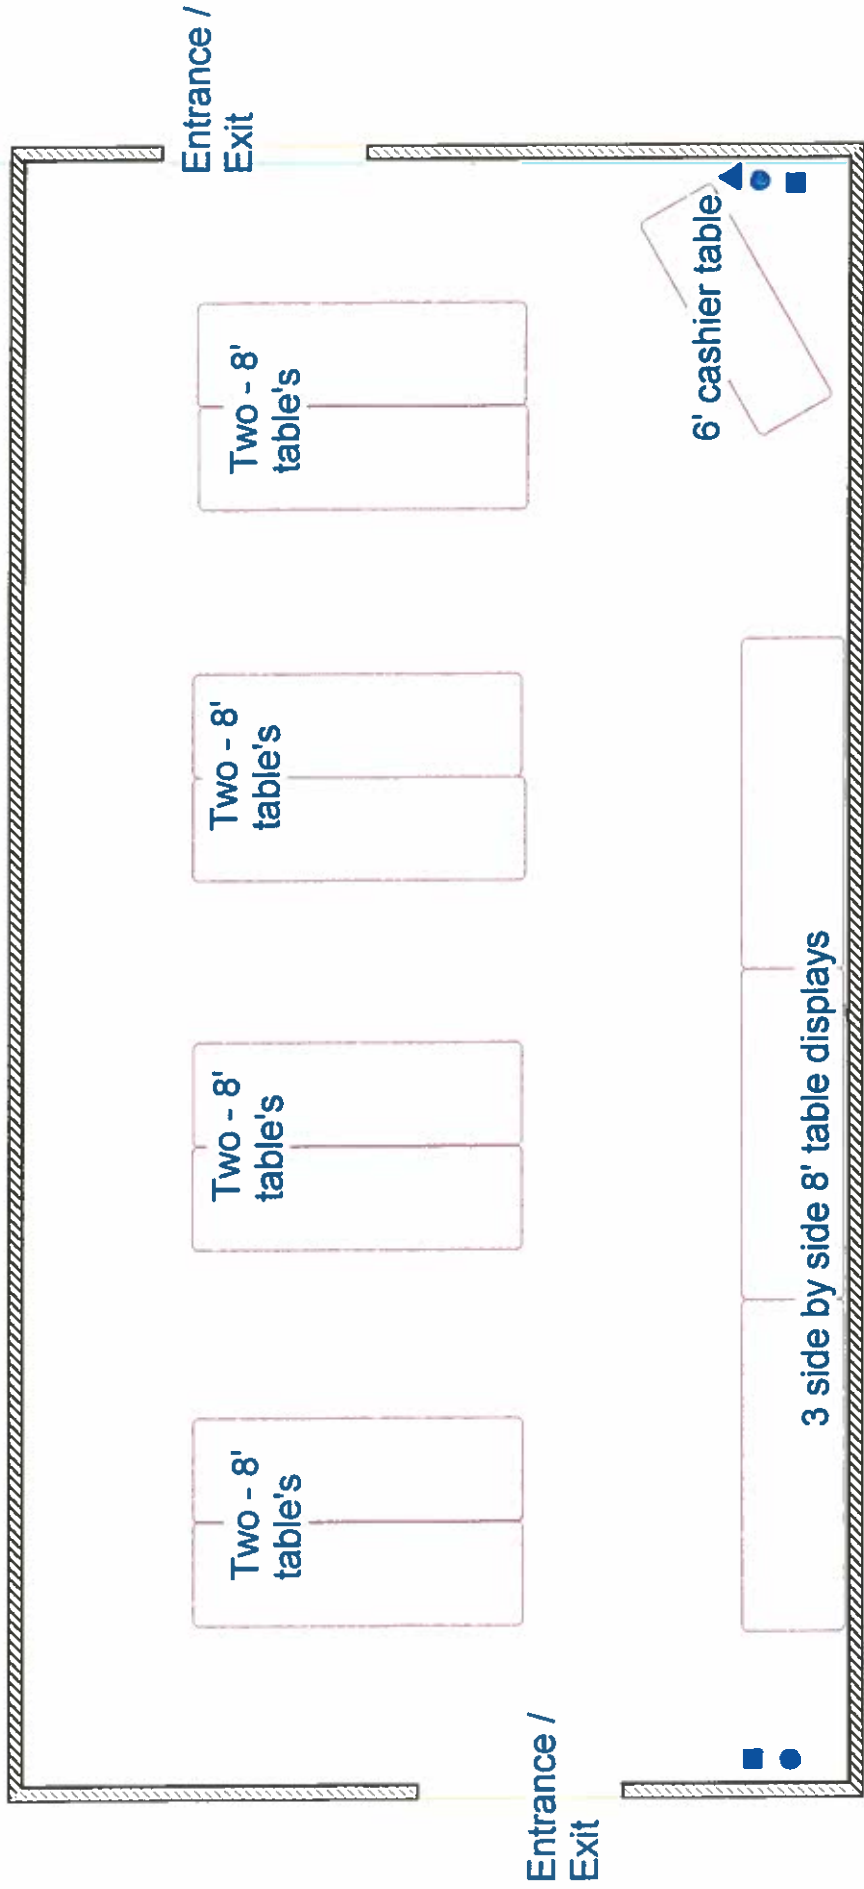 Entrance /
Exit
Two - 8'
table's
6' cashier table
Two - 8'
table's
Two - 8'
table's
3 side by side 8' table displays
Two - 8'
table's
Entrance /
Exit